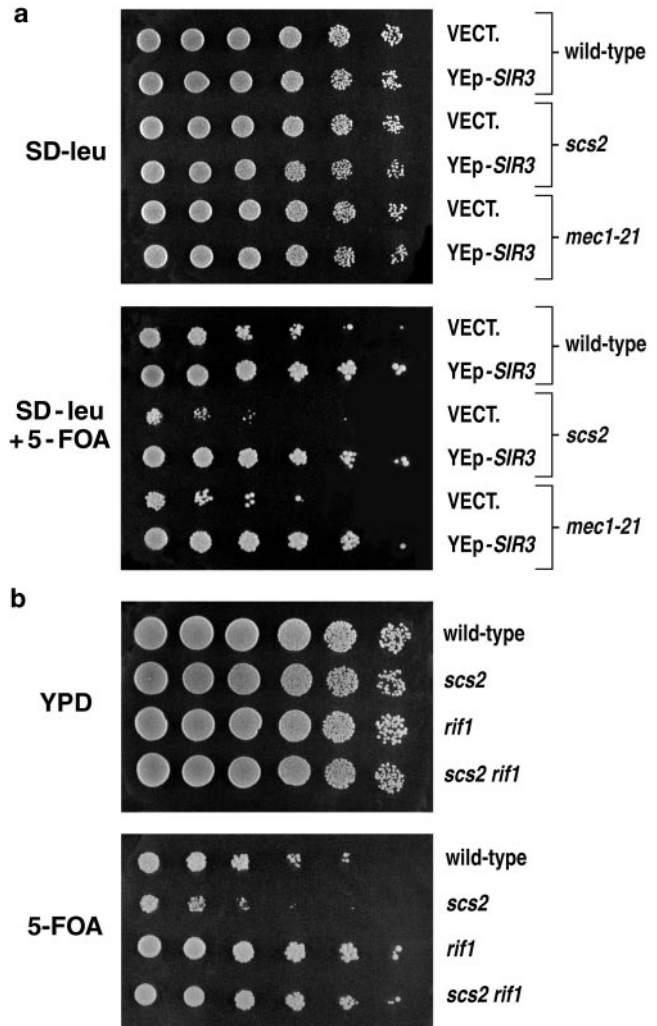 a
SD-leu
VECT.
YEp-SIR3
wild-type
VECT.
YEp-SIR3
scs2
VECT.
YEp-SIR3
mec1-21
SD-leu
+5-FOA
VECT.
YEp-SIR3
wild-type
VECT.
YEp-SIR3
scs2
VECT.
YEp-SIR3
mec1-21
b
YPD
wild-type
scs2
rif1
scs2 rif1
5-FOA
wild-type
scs2
rif1
scs2 rif1